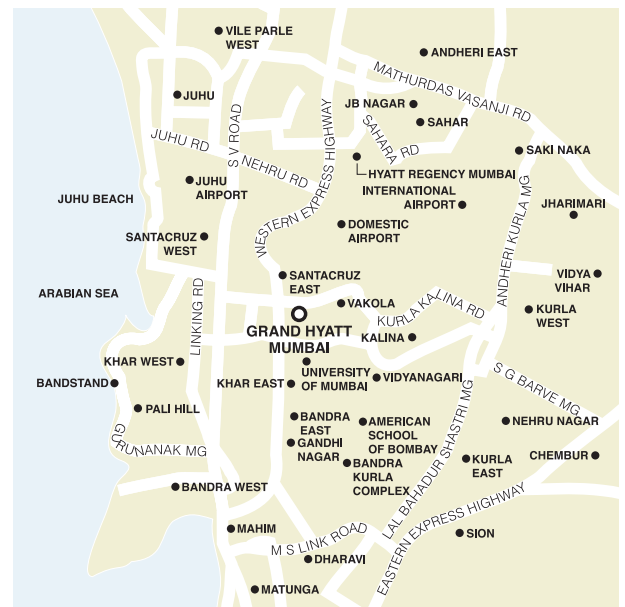 VILE PARLE
WEST
ANDHERI EAST
MATHURDAS VASANJI RD
JUHU
JB NAGAR
SAHAR
S V ROAD
WESTERN EXPRESS HIGHWAY
SAHARA RD
JUHU RD
NEHRU RD
SAKI NAKA
HYATT REGENCY MUMBAI
JUHU
AIRPORT
INTERNATIONAL
AIRPORT
JUHU BEACH
ANDHERI KURLA MG
JHARIMARI
DOMESTIC
AIRPORT
SANTACRUZ
WEST
SANTACRUZ
EAST
VIDYA
VIHAR
ARABIAN SEA
LINKING RD
VAKOLA
KURLA KALINA RD
KURLA
WEST
GRAND HYATT
MUMBAI
KALINA
KHAR WEST
UNIVERSITY
OF MUMBAI
S G BARVE MG
BANDSTAND
KHAR EAST
VIDYANAGARI
PALI HILL
BANDRA
EAST
AMERICAN
SCHOOL
OF BOMBAY
LAL BAHADUR SHASTRI MG
NEHRU NAGAR
GURUNANAK MG
GANDHI
NAGAR
BANDRA
KURLA
COMPLEX
KURLA
EAST
CHEMBUR
BANDRA WEST
EASTERN EXPRESS HIGHWAY
MAHIM
M S LINK ROAD
SION
DHARAVI
MATUNGA